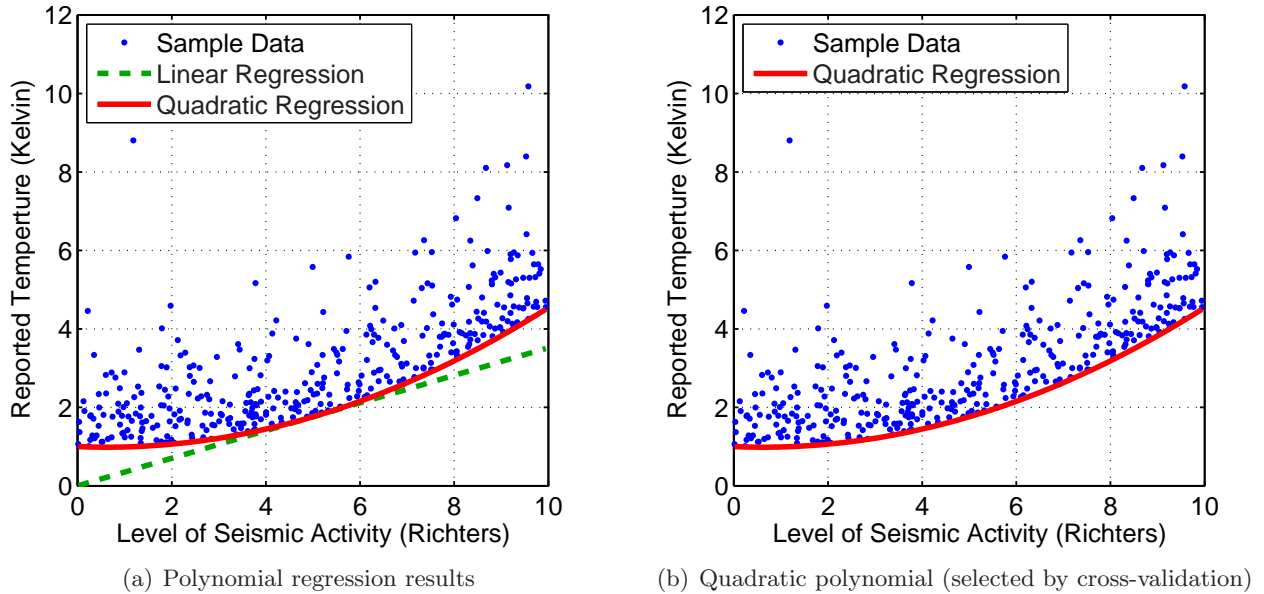 12
10
8
6
4
2
0
Reported Temperture (Kelvin)
Sample Data
Linear Regression
Quadratic Regression
0 2 4 6 8 10
Level of Seismic Activity (Richters)
(a) Polynomial regression results
12
10
8
6
4
2
0
Reported Temperture (Kelvin)
Sample Data
Quadratic Regression
0 2 4 6 8 10
Level of Seismic Activity (Richters)
(b) Quadratic polynomial (selected by cross-validation)